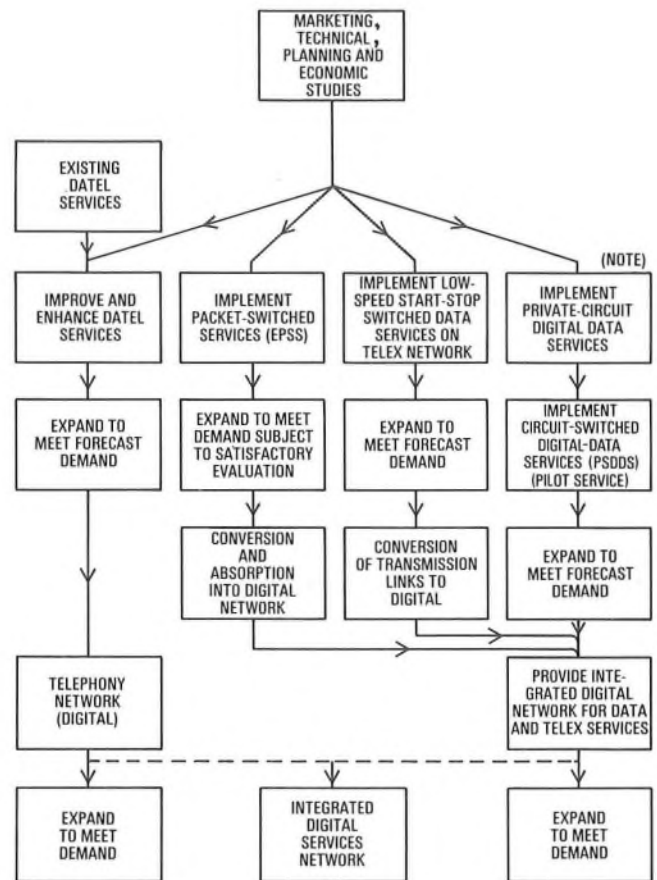 MARKETING,
TECHNICAL,
PLANNING AND
ECONOMIC
STUDIES
EXISTING
DATEL
SERVICES
(NOTE)
IMPROVE AND
ENHANCE DATEL
SERVICES
IMPLEMENT
PACKET-SWITCHED
SERVICES (EPSS)
IMPLEMENT LOW-
SPEED START-STOP
SWITCHED DATA
SERVICES ON
TELEX NETWORK
IMPLEMENT
PRIVATE-CIRCUIT
DIGITAL DATA
SERVICES
EXPAND TO
MEET FORECAST
DEMAND
EXPAND TO MEET
DEMAND SUBJECT
TO SATISFACTORY
EVALUATION
EXPAND TO
MEET FORECAST
DEMAND
IMPLEMENT
CIRCUIT-SWITCHED
DIGITAL-DATA
SERVICES (PSDDS)
(PILOT SERVICE)
CONVERSION
AND
ABSORPTION
INTO DIGITAL
NETWORK
CONVERSION
OF TRANSMISSION
LINKS TO
DIGITAL
EXPAND TO
MEET FORECAST
DEMAND
TELEPHONY
NETWORK
(DIGITAL)
PROVIDE INTE-
GRATED DIGITAL
NETWORK FOR DATA
AND TELEX SERVICES
EXPAND
TO MEET
DEMAND
INTEGRATED
DIGITAL
SERVICES
NETWORK
EXPAND
TO MEET
DEMAND